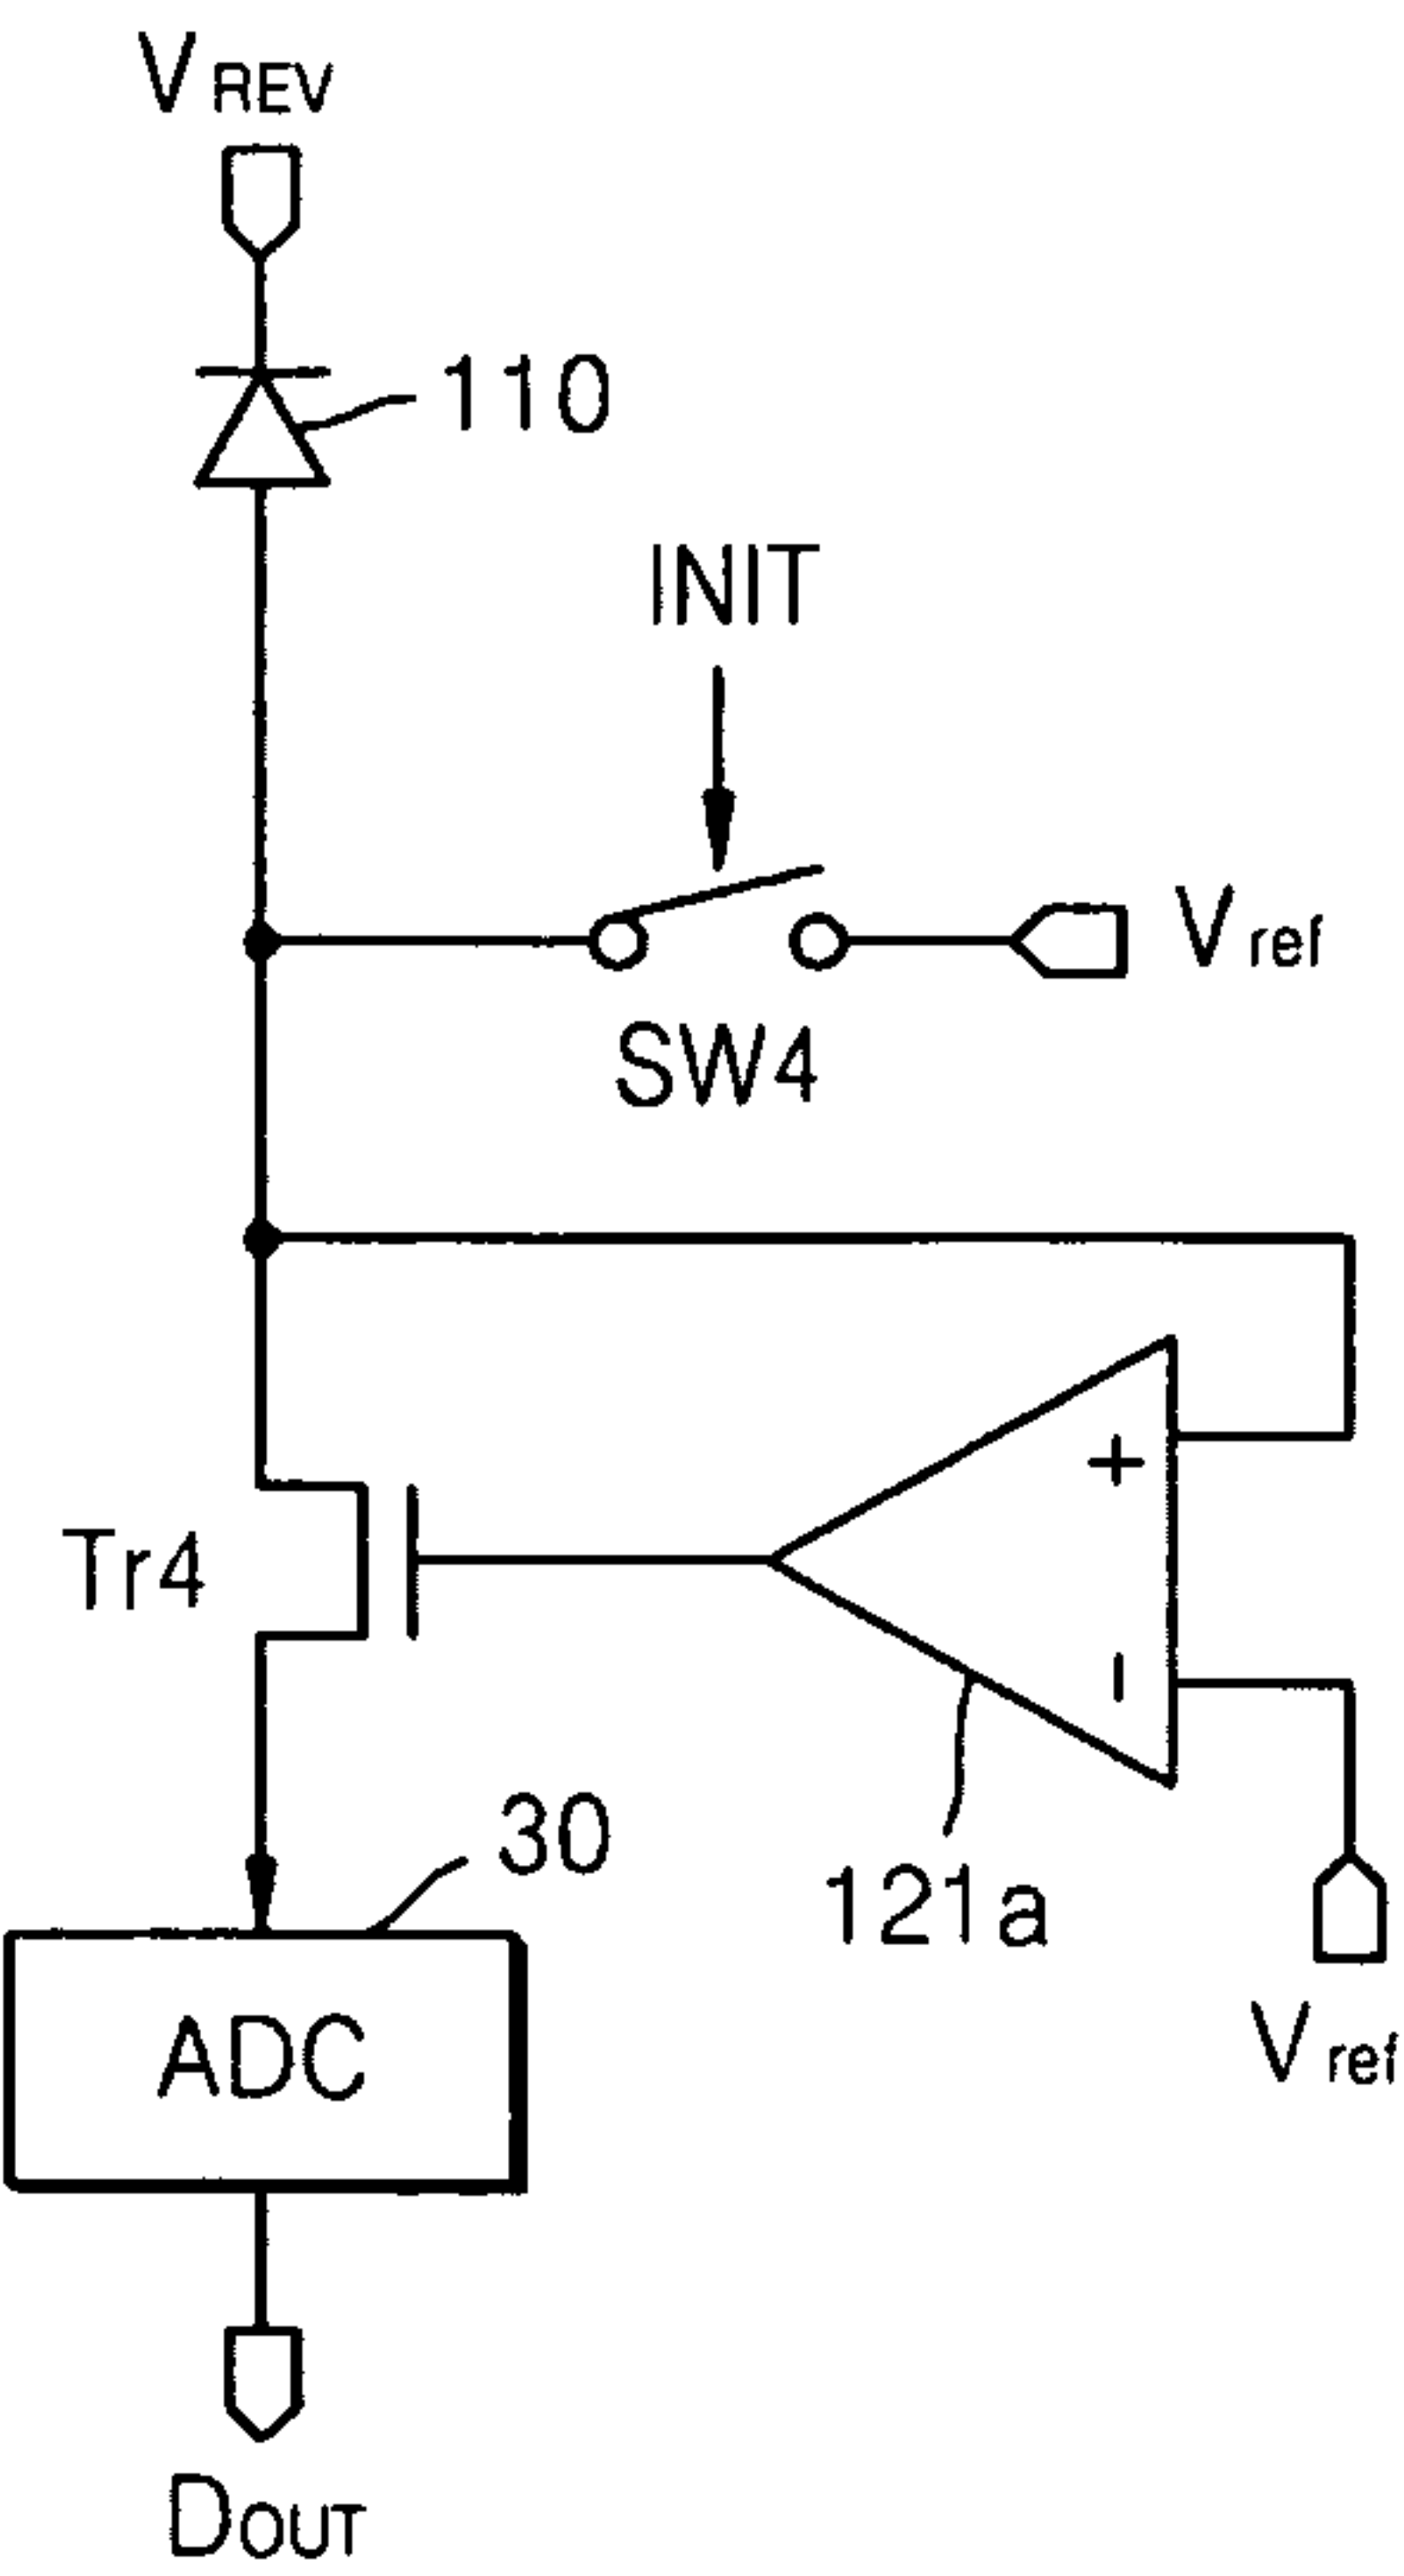 VREV
110
INIT
Vref
SW4
+
Tr4
-
30
121a
ADC
Vref
DOUT